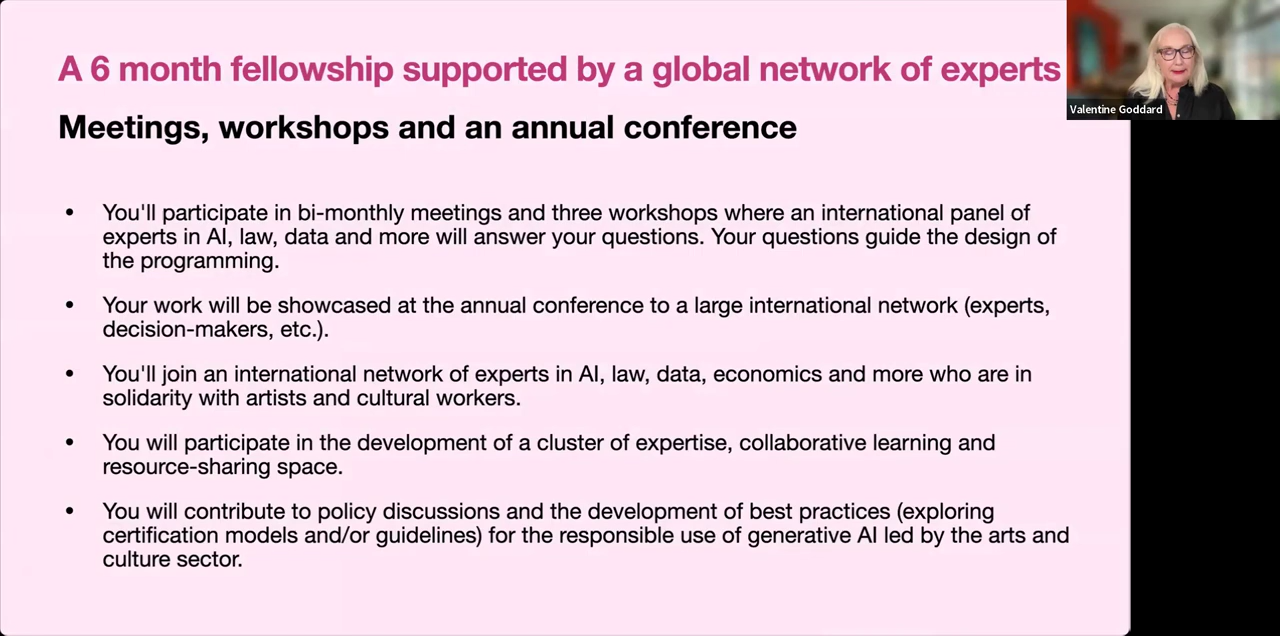 A 6 month fellowship supported by a global network of experts
Valentine Goddard
Meetings, workshops and an annual conference
• You'll participate in bi-monthly meetings and three workshops where an international panel of
experts in AI, law, data and more will answer your questions. Your questions guide the design of
the programming.
• Your work will be showcased at the annual conference to a large international network (experts,
decision-makers, etc.).
• You'll join an international network of experts in AI, law, data, economics and more who are in
solidarity with artists and cultural workers.
• You will participate in the development of a cluster of expertise, collaborative learning and
resource-sharing space.
• You will contribute to policy discussions and the development of best practices (exploring
certification models and/or guidelines) for the responsible use of generative AI led by the arts and
culture sector.